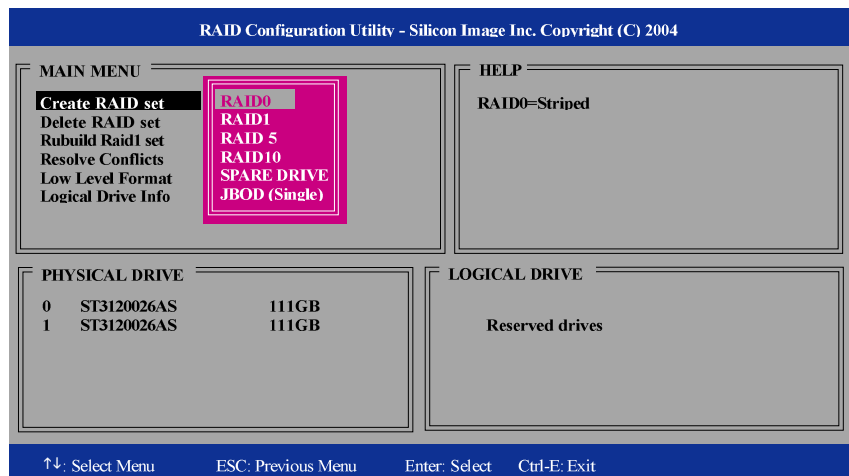 RAID Configuration Utility - Silicon Image Inc. Copyright (C) 2004
MAIN MENU
Create RAID set
Delete RAID set
Rubuild Raid1 set
Resolve Conflicts
Low Level Format
Logical Drive Info
RAID0
RAID1
RAID 5
RAID10
SPARE DRIVE
JBOD (Single)
HELP
RAID0=Striped
PHYSICAL DRIVE
0 ST3120026AS 111GB
1 ST3120026AS 111GB
LOGICAL DRIVE
Reserved drives
↑↓: Select Menu ESC: Previous Menu Enter: Select Ctrl-E: Exit